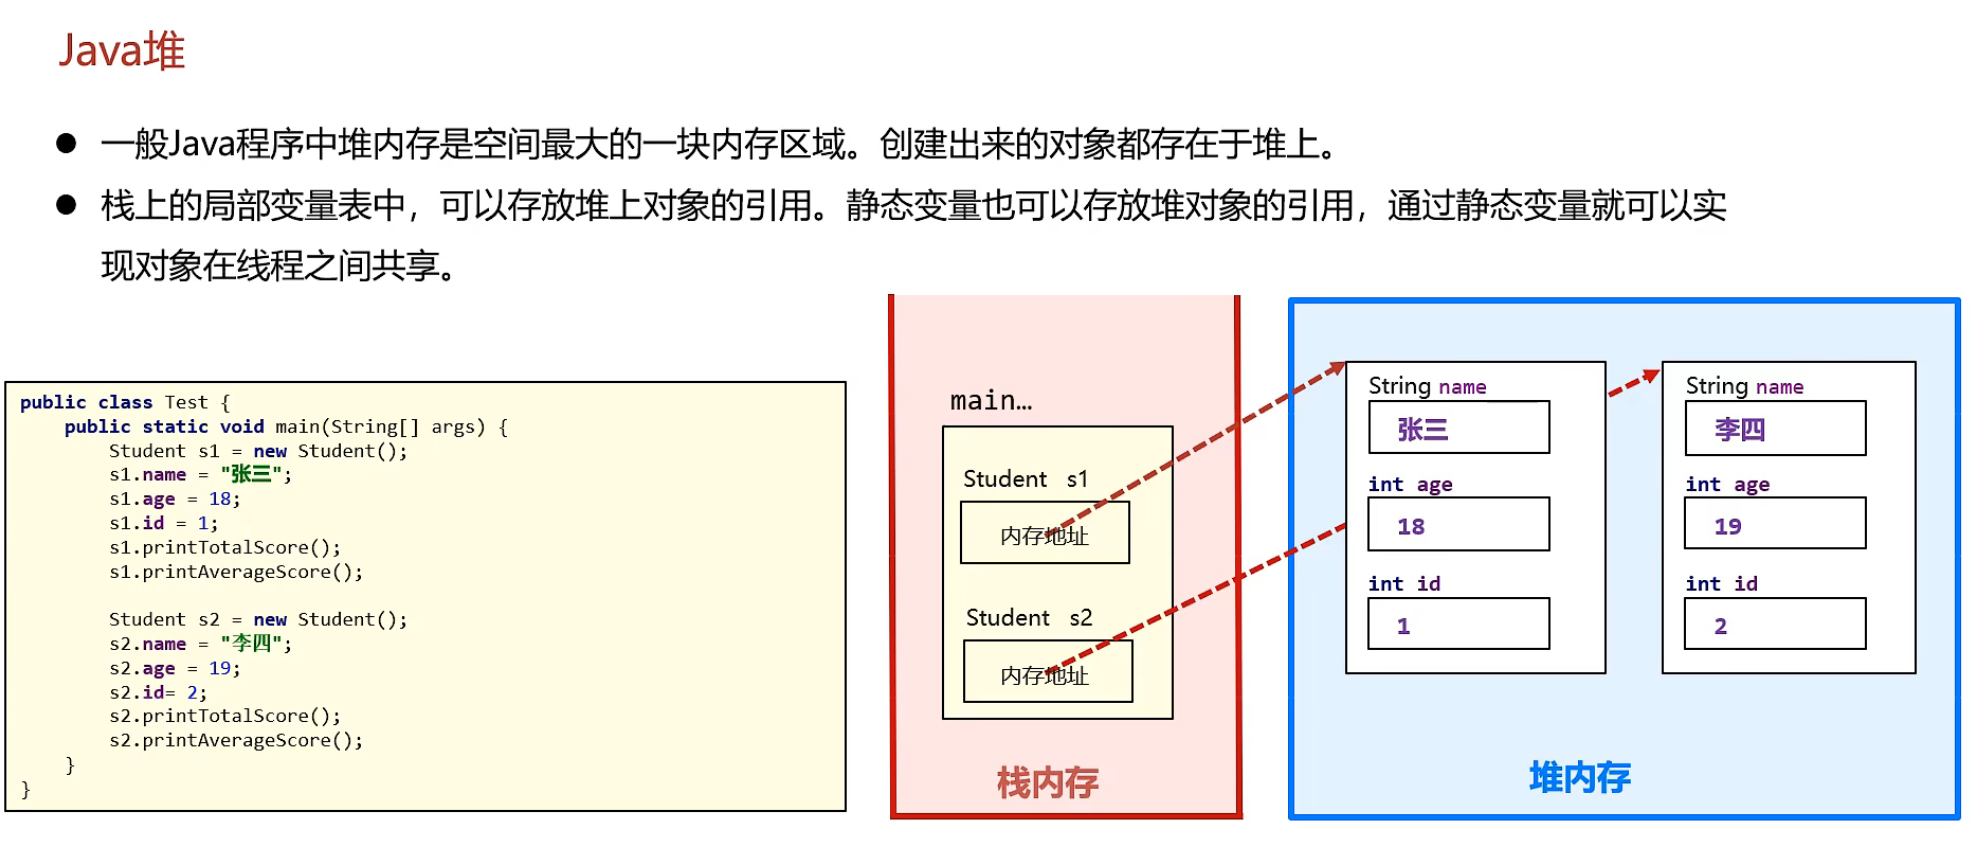 Java堆
● 一般Java程序中堆内存是空间最大的一块内存区域。创建出来的对象都存在于堆上。
● 栈上的局部变量表中，可以存放堆上对象的引用。静态变量也可以存放堆对象的引用，通过静态变量就可以实
现对象在线程之间共享。
public class Test {
    public static void main(String[] args) {
        Student s1 = new Student();
        s1.name = "张三";
        s1.age = 18;
        s1.id = 1;
        s1.printTotalScore();
        s1.printAverageScore();

        Student s2 = new Student();
        s2.name = "李四";
        s2.age = 19;
        s2.id= 2;
        s2.printTotalScore();
        s2.printAverageScore();
    }
}
main…
Student s1
内存地址
Student s2
内存地址
栈内存
String name
张三
int age
18
int id
1
String name
李四
int age
19
int id
2
堆内存